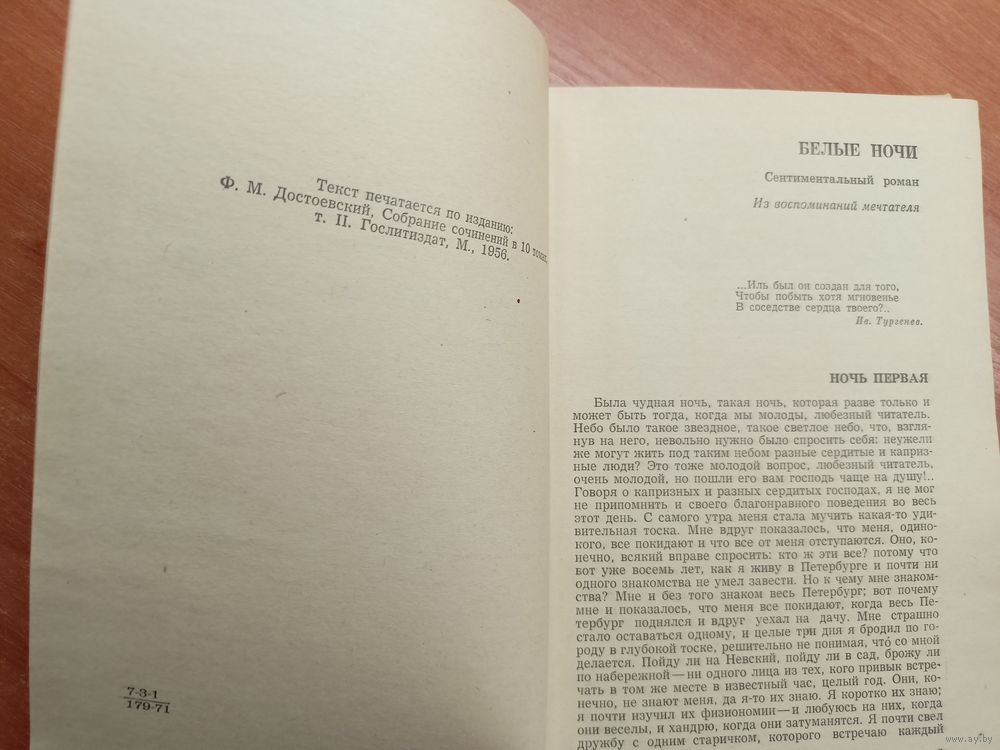 Текст печатается по изданию:
Ф. М. Достоевский, Собрание сочинений в 10 томах,
т. II. Гослитиздат, М., 1956.
7-3-1
179-71
БЕЛЫЕ НОЧИ
Сентиментальный роман
Из воспоминаний мечтателя
...Иль был он создан для того,
Чтобы побыть хотя мгновенье
В соседстве сердца твоего?..
Ив. Тургенев.
НОЧЬ ПЕРВАЯ
Была чудная ночь, такая ночь, которая разве только и
может быть тогда, когда мы молоды, любезный читатель.
Небо было такое звездное, такое светлое небо, что, взгля-
нув на него, невольно нужно было спросить себя: неужели
же могут жить под таким небом разные сердитые и каприз-
ные люди? Это тоже молодой вопрос, любезный читатель,
очень молодой, но пошли его вам господь чаще на душу!..
Говоря о капризных и разных сердитых господах, я не мог
не припомнить и своего благонравного поведения во весь
этот день. С самого утра меня стала мучить какая-то уди-
вительная тоска. Мне вдруг показалось, что меня, одино-
кого, все покидают и что все от меня отступаются. Оно, ко-
нечно, всякий вправе спросить: кто ж эти все? потому что
вот уже восемь лет, как я живу в Петербурге и почти ни
одного знакомства не умел завести. Но к чему мне знаком-
ства? Мне и без того знаком весь Петербург; вот почему
мне и показалось, что меня все покидают, когда весь Пе-
тербург поднялся и вдруг уехал на дачу. Мне страшно
стало оставаться одному, и целые три дня я бродил по го-
роду в глубокой тоске, решительно не понимая, что́ со мной
делается. Пойду ли на Невский, пойду ли в сад, брожу ли
по набережной — ни одного лица из тех, кого привык встре-
чать в том же месте в известный час, целый год. Они, ко-
нечно, не знают меня, да я-то их знаю. Я коротко их знаю;
я почти изучил их физиономии — и любуюсь на них, когда
они веселы, и хандрю, когда они затуманятся. Я почти свел
дружбу с одним старичком, которого встречаю каждый
www.ay.by